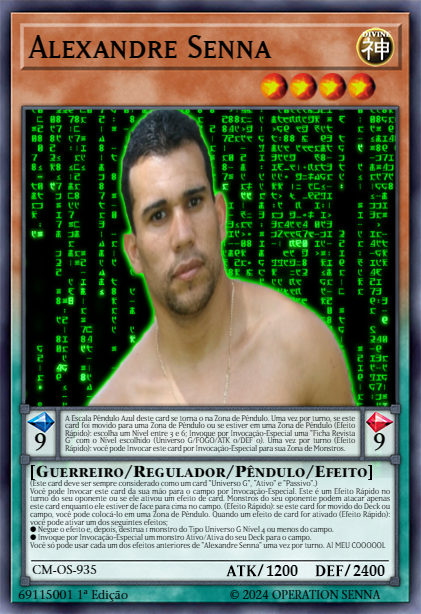 Alexandre Senna
DIVINE
神
A Escala Pêndulo Azul deste card se torna 0 na Zona de Pêndulo. Uma vez por turno, se este
card for movido para uma Zona de Pêndulo ou se estiver em uma Zona de Pêndulo (Efeito
Rápido): escolha um Nível entre 3 e 6; Invoque por Invocação-Especial uma "Ficha Revista
G" com o Nível escolhido (Universo G/FOGO/ATK 0/DEF 0). Uma vez por turno (Efeito
Rápido): você pode Invocar este card por Invocação-Especial para sua Zona de Monstros.
9
9
[Guerreiro/Regulador/Pêndulo/Efeito]
(Este card deve ser sempre considerado como um card "Universo G", "Ativo" e "Passivo".)
Você pode Invocar este card da sua mão para o campo por Invocação-Especial. Este é um Efeito Rápido no
turno do seu oponente ou se ele ativou um efeito de card. Monstros do seu oponente podem atacar apenas
este card enquanto ele estiver de face para cima no campo. (Efeito Rápido): se este card for movido do Deck ou
campo, você pode colocá-lo em uma Zona de Pêndulo. Quando um efeito de card for ativado (Efeito Rápido):
você pode ativar um dos seguintes efeitos;
● Negue o efeito e, depois, destrua 1 monstro do Tipo Universo G Nível 4 ou menos do campo.
● Invoque por Invocação-Especial um monstro Ativo/Ativa do seu Deck para o campo.
Você só pode usar cada um dos efeitos anteriores de "Alexandre Senna" uma vez por turno. AI MEU COOOOOL
CM-OS-935
ATK/1200 DEF/2400
69115001 1ª Edição
© 2024 OPERATION SENNA